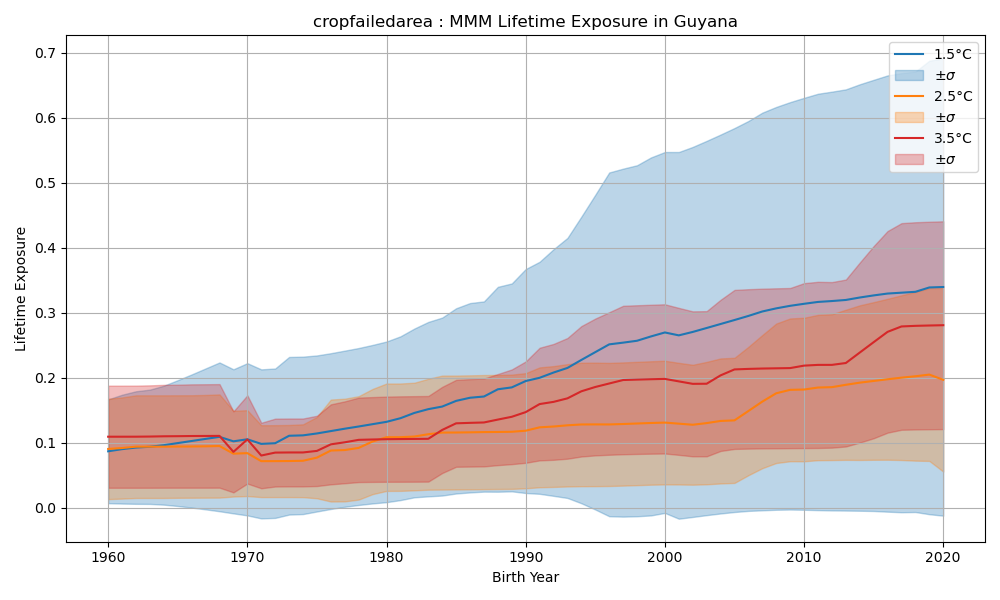 cropfailedarea : MMM Lifetime Exposure in Guyana
Lifetime Exposure
0.7
0.6
0.5
0.4
0.3
0.2
0.1
0.0
1960
1970
1980
1990
2000
2010
2020
Birth Year
1.5°C
±σ
2.5°C
±σ
3.5°C
±σ